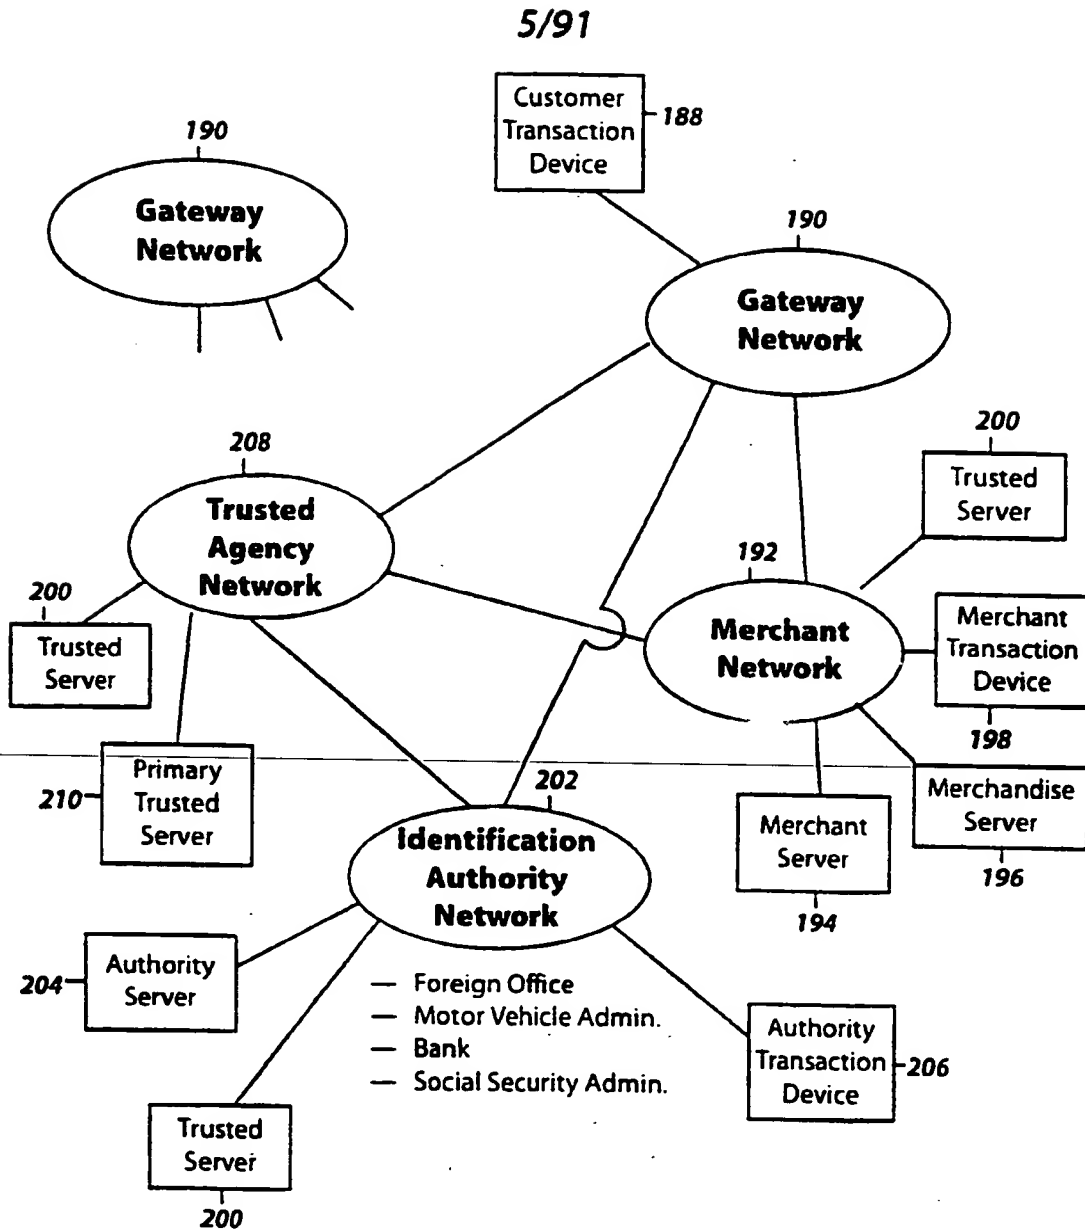 5/91
Customer
Transaction
Device
188
190
Gateway
Network
190
Gateway
Network
200
Trusted
Server
208
Trusted
Agency
Network
192
Merchant
Network
Merchant
Transaction
Device
198
200
Trusted
Server
Primary
Trusted
Server
210
202
Identification
Authority
Network
Merchant
Server
194
Merchandise
Server
196
Authority
Server
204
— Foreign Office
— Motor Vehicle Admin.
— Bank
— Social Security Admin.
Authority
Transaction
Device
206
Trusted
Server
200